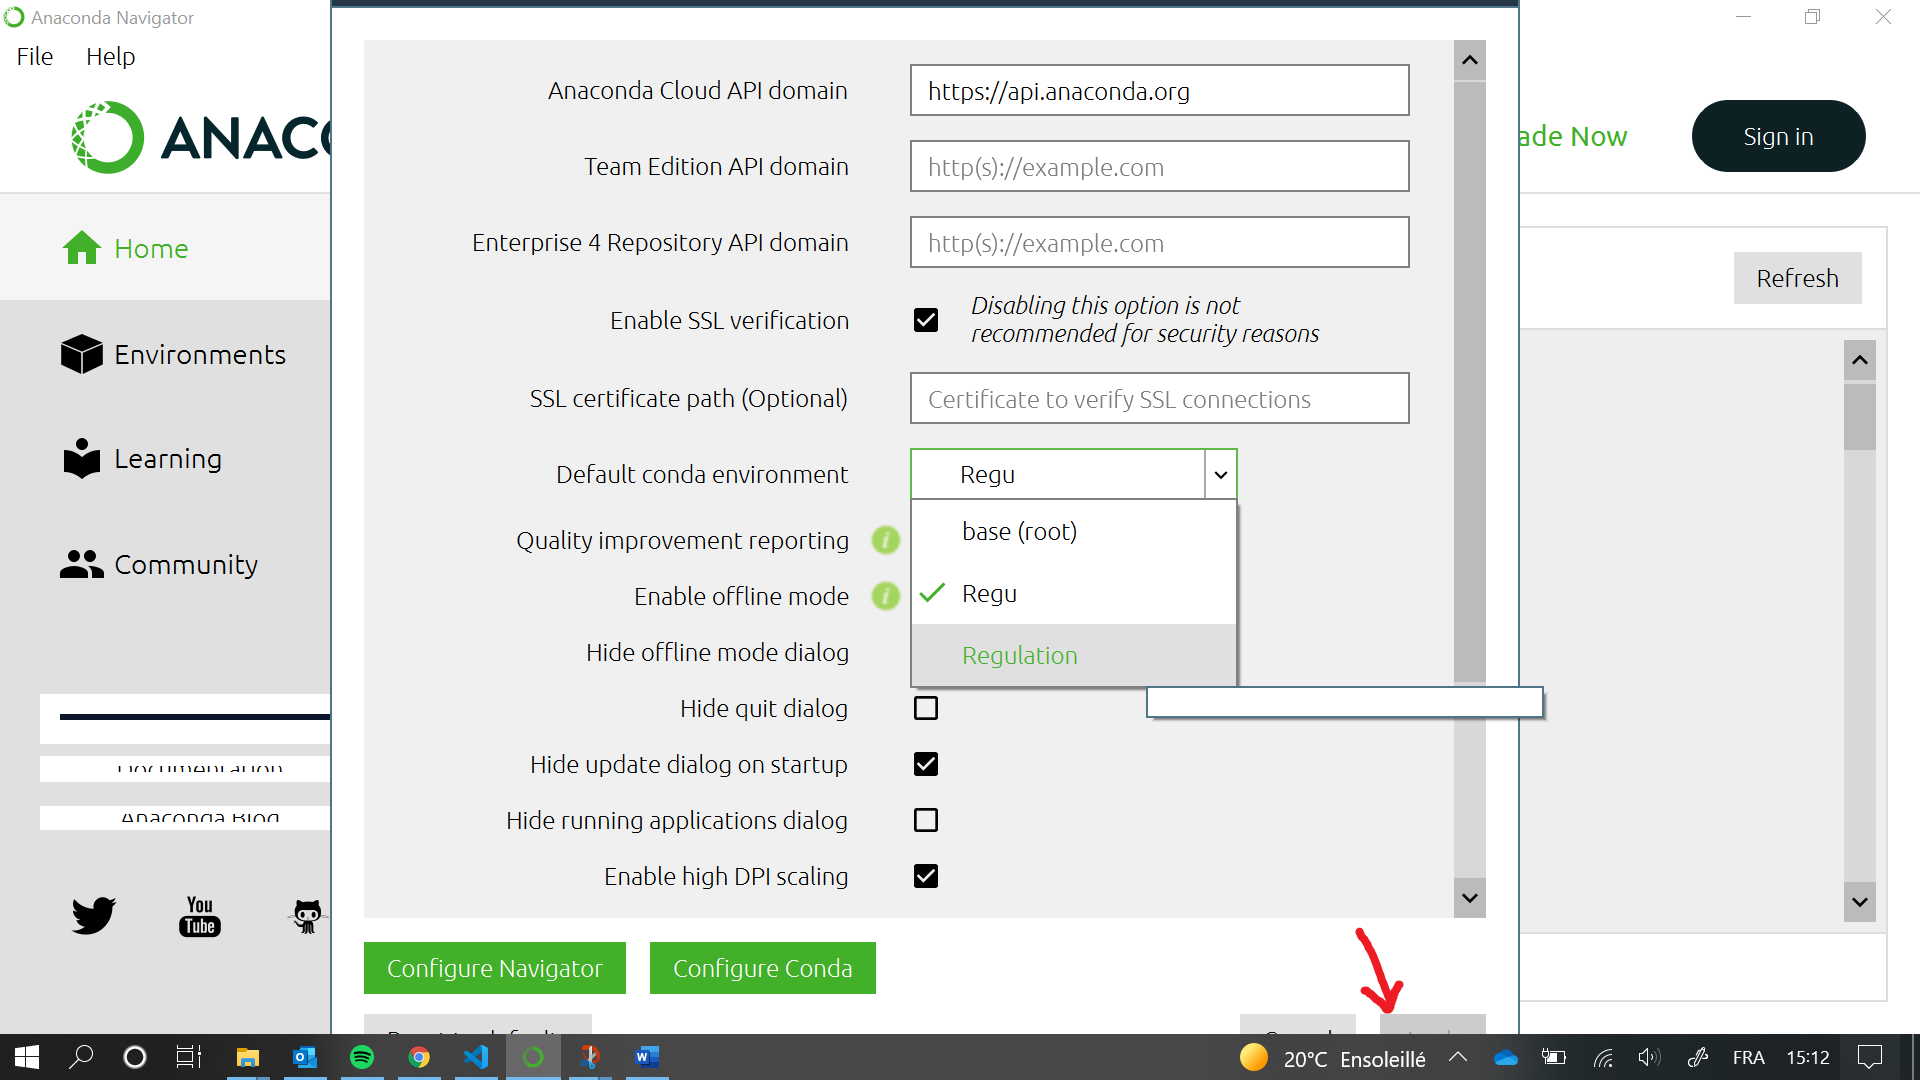 Anaconda Navigator
File Help
ANAC
ade Now
Sign in
Home
Environments
Learning
Community
Documentation
Anaconda Blog
You
Tube
Anaconda Cloud API domain
https://api.anaconda.org
Team Edition API domain
http(s)://example.com
Enterprise 4 Repository API domain
http(s)://example.com
Enable SSL verification
Disabling this option is not
recommended for security reasons
SSL certificate path (Optional)
Certificate to verify SSL connections
Default conda environment
Regu
base (root)
Regu
Regulation
Quality improvement reporting
i
Enable offline mode
i
Hide offline mode dialog
Hide quit dialog
Hide update dialog on startup
Hide running applications dialog
Enable high DPI scaling
Configure Navigator
Configure Conda
Refresh
20°C Ensoleillé
FRA
15:12